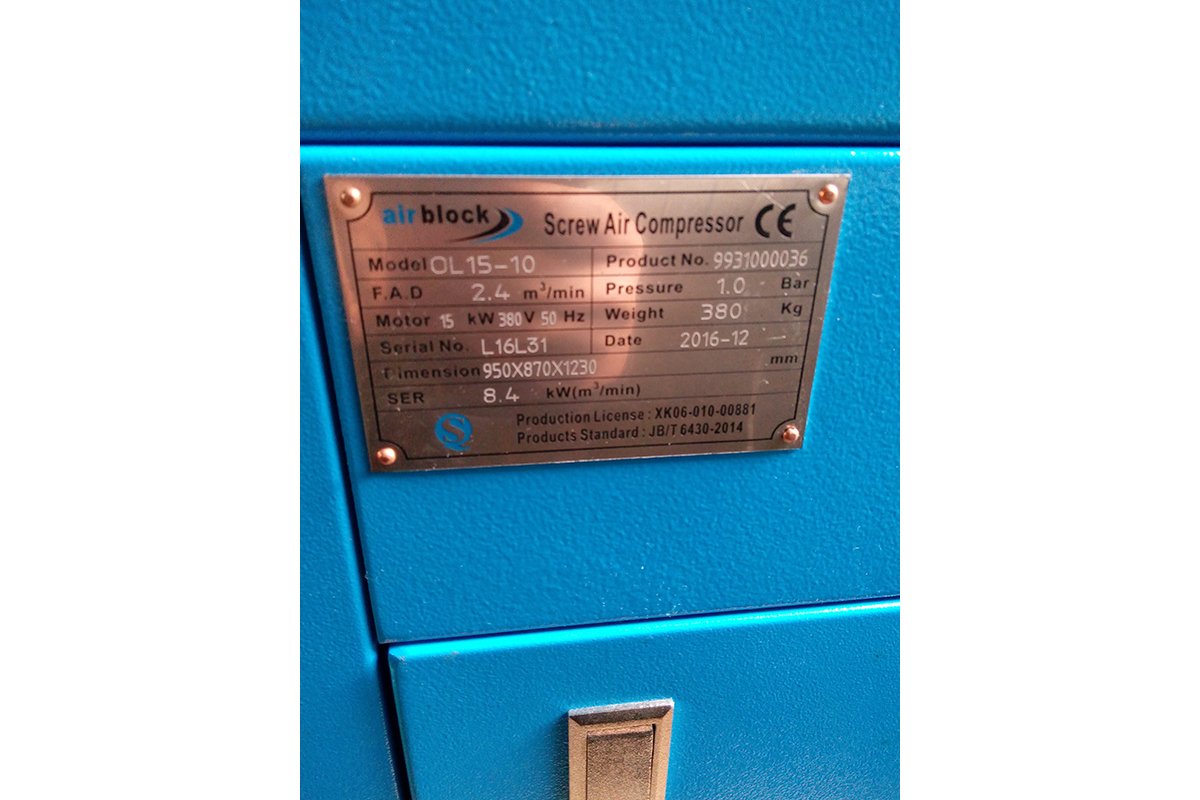 airblock Screw Air Compressor CE
Model OL15-10 Product No. 9931000036
F.A.D 2.4 m³/min Pressure 1.0 Bar
Motor 15 kW 380 V 50 Hz Weight 380 Kg
Serial No. L16L31 Date 2016-12
Dimension 950X870X1230 mm
SER 8.4 kW(m³/min)
Production License : XK06-010-00881
Products Standard : JB/T 6430-2014